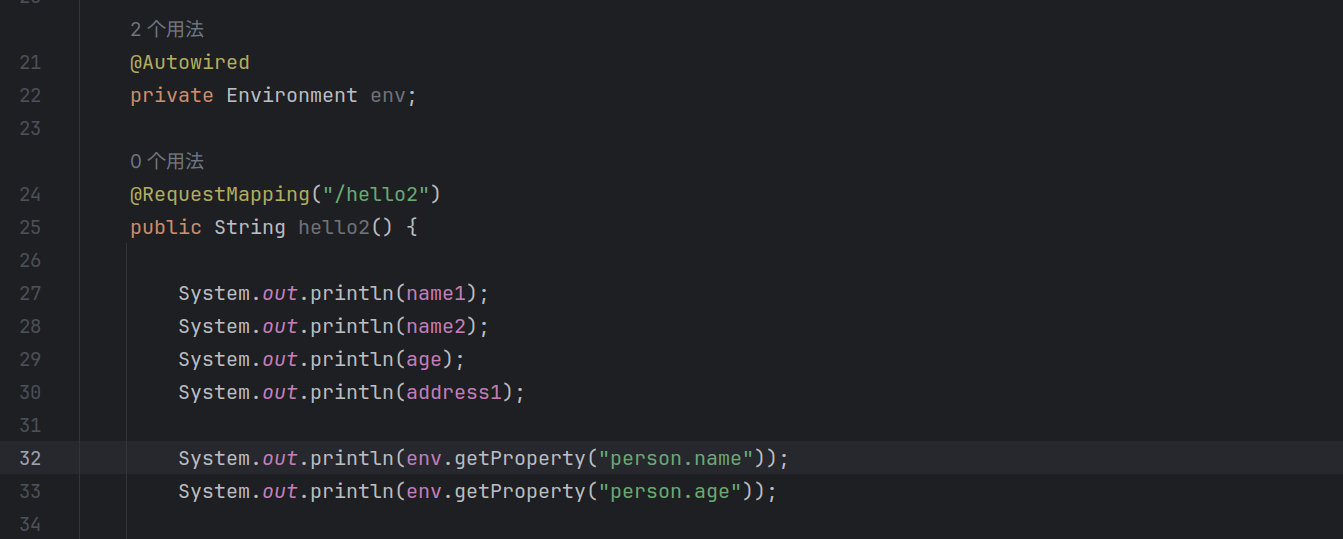 2 个用法
21 @Autowired
22 private Environment env;
23
0 个用法
24 @RequestMapping("/hello2")
25 public String hello2() {
26
27 System.out.println(name1);
28 System.out.println(name2);
29 System.out.println(age);
30 System.out.println(address1);
31
32 System.out.println(env.getProperty("person.name"));
33 System.out.println(env.getProperty("person.age"));
34